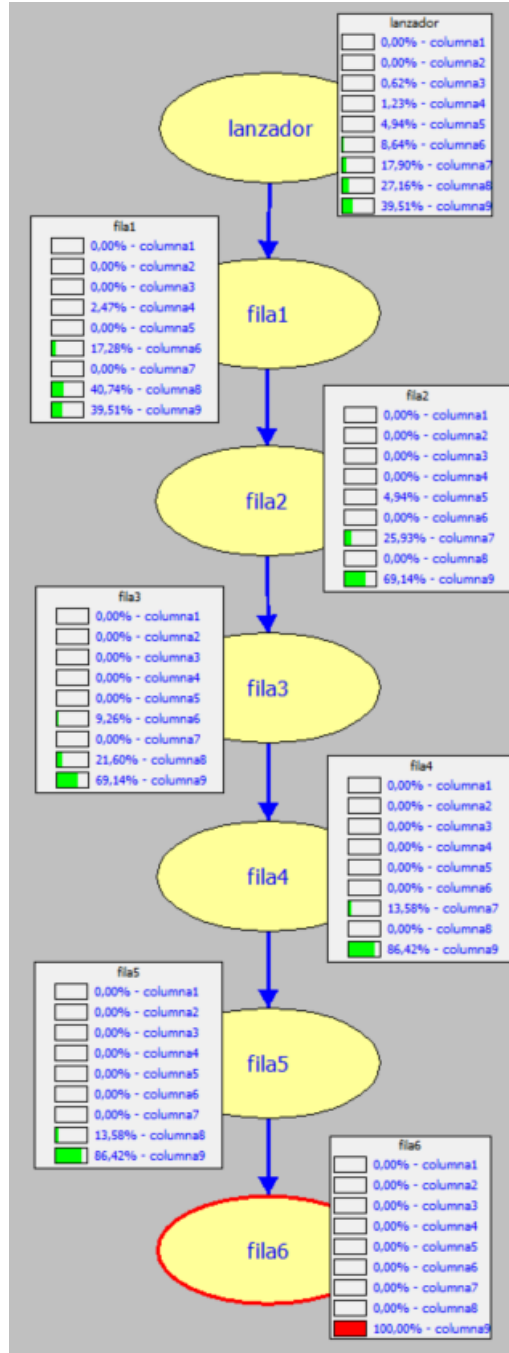 lanzador
0,00% - columna1
0,00% - columna2
0,62% - columna3
1,23% - columna4
4,94% - columna5
8,64% - columna6
17,90% - columna7
27,16% - columna8
39,51% - columna9
lanzador
fila1
0,00% - columna1
0,00% - columna2
0,00% - columna3
2,47% - columna4
0,00% - columna5
17,28% - columna6
0,00% - columna7
40,74% - columna8
39,51% - columna9
fila1
fila2
0,00% - columna1
0,00% - columna2
0,00% - columna3
0,00% - columna4
4,94% - columna5
0,00% - columna6
25,93% - columna7
0,00% - columna8
69,14% - columna9
fila2
fila3
0,00% - columna1
0,00% - columna2
0,00% - columna3
0,00% - columna4
0,00% - columna5
9,26% - columna6
0,00% - columna7
21,60% - columna8
69,14% - columna9
fila3
fila4
0,00% - columna1
0,00% - columna2
0,00% - columna3
0,00% - columna4
0,00% - columna5
0,00% - columna6
13,58% - columna7
0,00% - columna8
86,42% - columna9
fila4
fila5
0,00% - columna1
0,00% - columna2
0,00% - columna3
0,00% - columna4
0,00% - columna5
0,00% - columna6
0,00% - columna7
13,58% - columna8
86,42% - columna9
fila5
fila6
0,00% - columna1
0,00% - columna2
0,00% - columna3
0,00% - columna4
0,00% - columna5
0,00% - columna6
0,00% - columna7
0,00% - columna8
100,00% - columna9
fila6